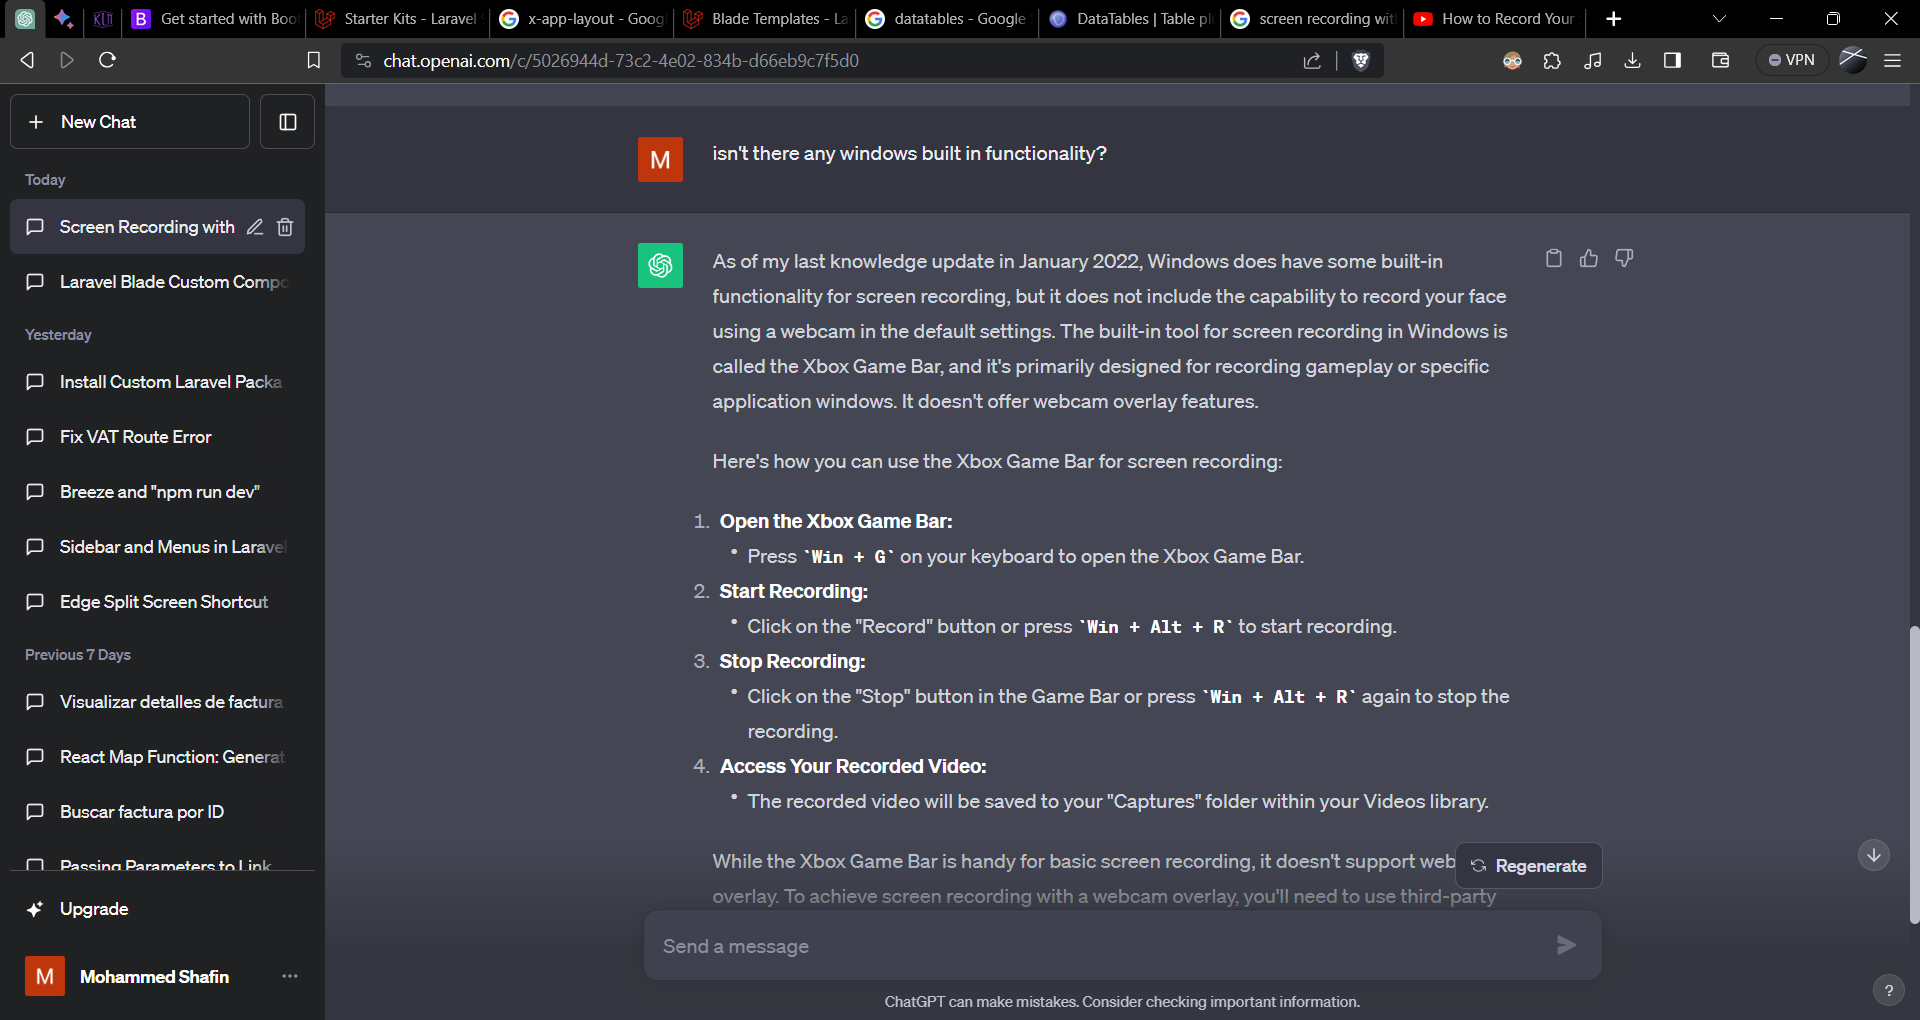 Get started with Boo
Starter Kits - Laravel
x-app-layout - Goog
Blade Templates - La
datatables - Google
DataTables | Table pl
screen recording wit
How to Record Your
chat.openai.com/c/5026944d-73c2-4e02-834b-d66eb9c7f5d0
VPN
New Chat
Today
Screen Recording with
Laravel Blade Custom Compo
Yesterday
Install Custom Laravel Packa
Fix VAT Route Error
Breeze and "npm run dev"
Sidebar and Menus in Laravel
Edge Split Screen Shortcut
Previous 7 Days
Visualizar detalles de factura
React Map Function: Generat
Buscar factura por ID
Passing Parameters to Link
Upgrade
M
Mohammed Shafin
M
isn't there any windows built in functionality?
As of my last knowledge update in January 2022, Windows does have some built-in
functionality for screen recording, but it does not include the capability to record your face
using a webcam in the default settings. The built-in tool for screen recording in Windows is
called the Xbox Game Bar, and it's primarily designed for recording gameplay or specific
application windows. It doesn't offer webcam overlay features.
Here's how you can use the Xbox Game Bar for screen recording:
1. Open the Xbox Game Bar:
• Press `Win + G` on your keyboard to open the Xbox Game Bar.
2. Start Recording:
• Click on the "Record" button or press `Win + Alt + R` to start recording.
3. Stop Recording:
• Click on the "Stop" button in the Game Bar or press `Win + Alt + R` again to stop the
recording.
4. Access Your Recorded Video:
• The recorded video will be saved to your "Captures" folder within your Videos library.
While the Xbox Game Bar is handy for basic screen recording, it doesn't support web
overlay. To achieve screen recording with a webcam overlay, you'll need to use third-party
Regenerate
Send a message
ChatGPT can make mistakes. Consider checking important information.
?